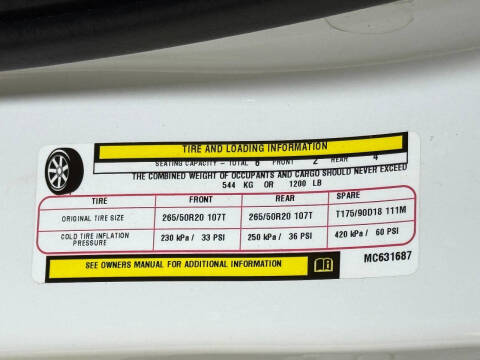 TIRE AND LOADING INFORMATION
SEATING CAPACITY - TOTAL 6 FRONT 2 REAR 4
THE COMBINED WEIGHT OF OCCUPANTS AND CARGO SHOULD NEVER EXCEED
544 KG OR 1200 LB
TIRE FRONT REAR SPARE
ORIGINAL TIRE SIZE 265/50R20 107T 265/50R20 107T T175/90D18 111M
COLD TIRE INFLATION PRESSURE 230 kPa / 33 PSI 250 kPa / 36 PSI 420 kPa / 60 PSI
SEE OWNERS MANUAL FOR ADDITIONAL INFORMATION
MC631687